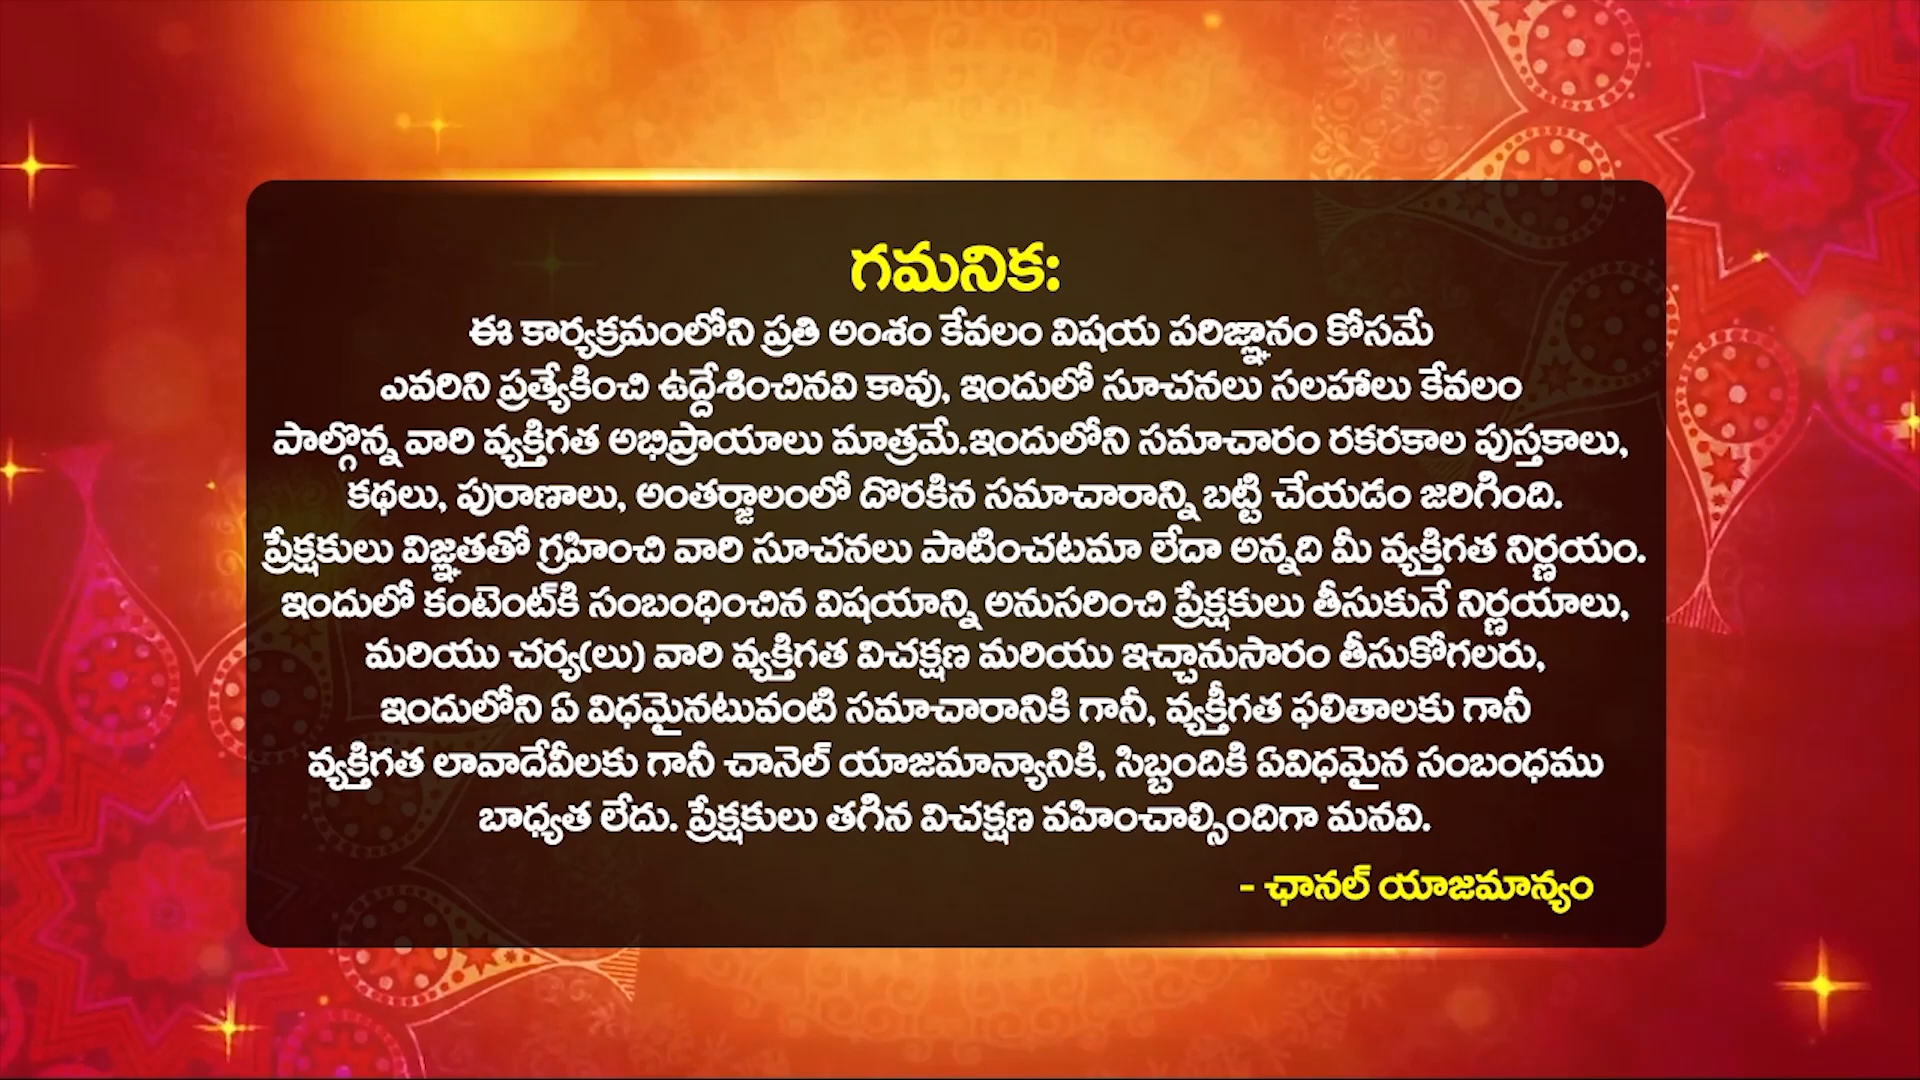 గమనిక:
ఈ కార్యక్రమంలోని ప్రతి అంశం కేవలం విషయ పరిజ్ఞానం కోసమే
ఎవరిని ప్రత్యేకించి ఉద్దేశించినవి కావు, ఇందులో సూచనలు సలహాలు కేవలం
పాల్గొన్న వారి వ్యక్తిగత అభిప్రాయాలు మాత్రమే.ఇందులోని సమాచారం రకరకాల పుస్తకాలు,
కథలు, పురాణాలు, అంతర్జాలంలో దొరకిన సమాచారాన్ని బట్టి చేయడం జరిగింది.
ప్రేక్షకులు విజ్ఞతతో గ్రహించి వారి సూచనలు పాటించటమా లేదా అన్నది మీ వ్యక్తిగత నిర్ణయం.
ఇందులో కంటెంట్‌కి సంబంధించిన విషయాన్ని అనుసరించి ప్రేక్షకులు తీసుకునే నిర్ణయాలు,
మరియు చర్య(లు) వారి వ్యక్తిగత విచక్షణ మరియు ఇచ్ఛానుసారం తీసుకోగలరు,
ఇందులోని ఏ విధమైనటువంటి సమాచారానికి గానీ, వ్యక్తీగత ఫలితాలకు గానీ
వ్యక్తిగత లావాదేవీలకు గానీ చానెల్ యాజమాన్యానికి, సిబ్బందికి ఏవిధమైన సంబంధము
బాధ్యత లేదు. ప్రేక్షకులు తగిన విచక్షణ వహించాల్సిందిగా మనవి.
- ఛానల్ యాజమాన్యం